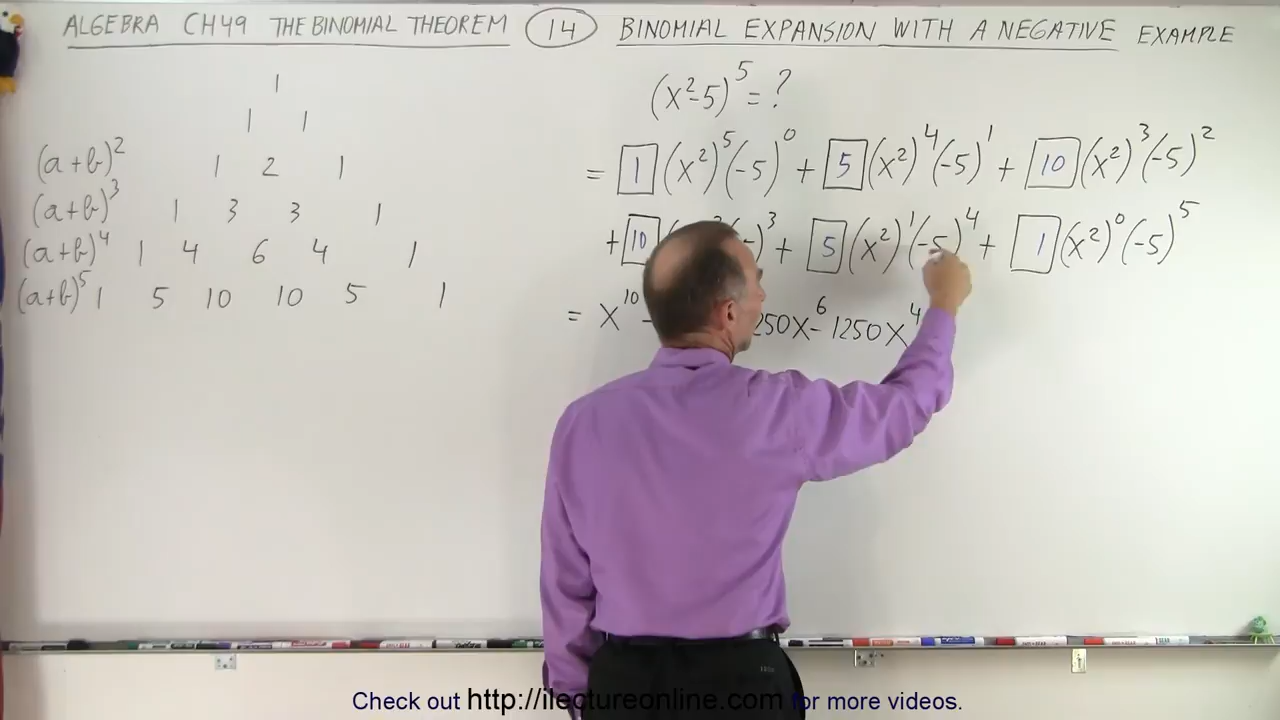 ALGEBRA CH49 THE BINOMIAL THEOREM 14 BINOMIAL EXPANSION WITH A NEGATIVE EXAMPLE
1
1 1
(a+b)² 1 2 1
(a+b)³ 1 3 3 1
(a+b)⁴ 1 4 6 4 1
(a+b)⁵ 1 5 10 10 5 1
(x²-5)⁵ = ?
= 1 (x²)⁵(-5)⁰ + 5 (x²)⁴(-5)¹ + 10 (x²)³(-5)²
+ 10 ( )³ + 5 (x²)¹(-5)⁴ + 1 (x²)⁰(-5)⁵
= x¹⁰ - 250x⁶ - 1250x⁴
Check out http://ilectureonline.com for more videos.